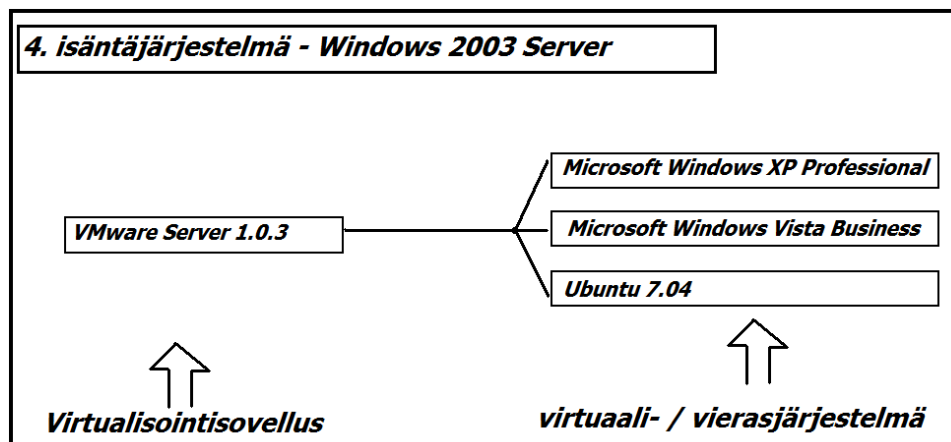 4. isäntäjärjestelmä - Windows 2003 Server
Microsoft Windows XP Professional
VMware Server 1.0.3
Microsoft Windows Vista Business
Ubuntu 7.04
Virtualisointisovellus
virtuaali- / vierasjärjestelmä